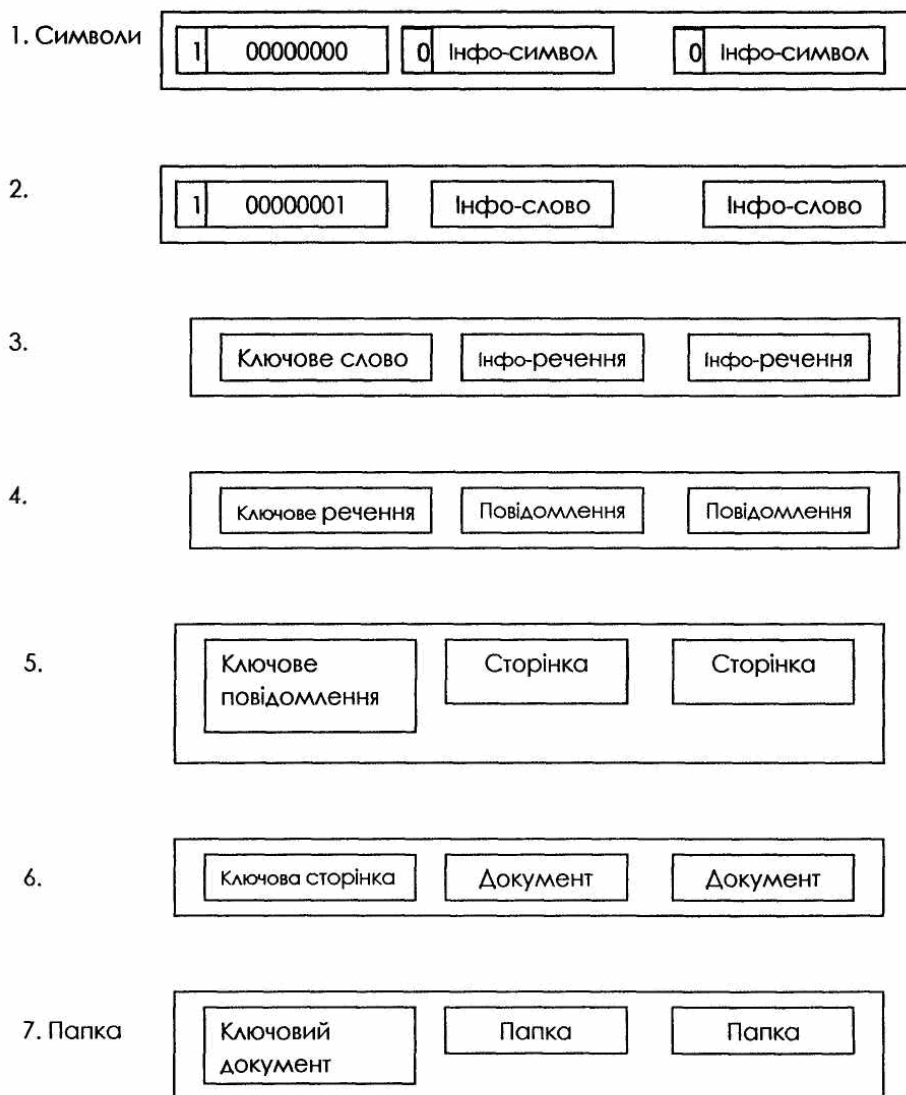 1. Символи
1 00000000 0 Інфо-символ 0 Інфо-символ
2.
1 00000001 Інфо-слово Інфо-слово
3.
Ключове слово Інфо-речення Інфо-речення
4.
Ключове речення Повідомлення Повідомлення
5.
Ключове Сторінка Сторінка
повідомлення
6.
Ключова сторінка Документ Документ
7. Папка
Ключовий Папка Папка
документ